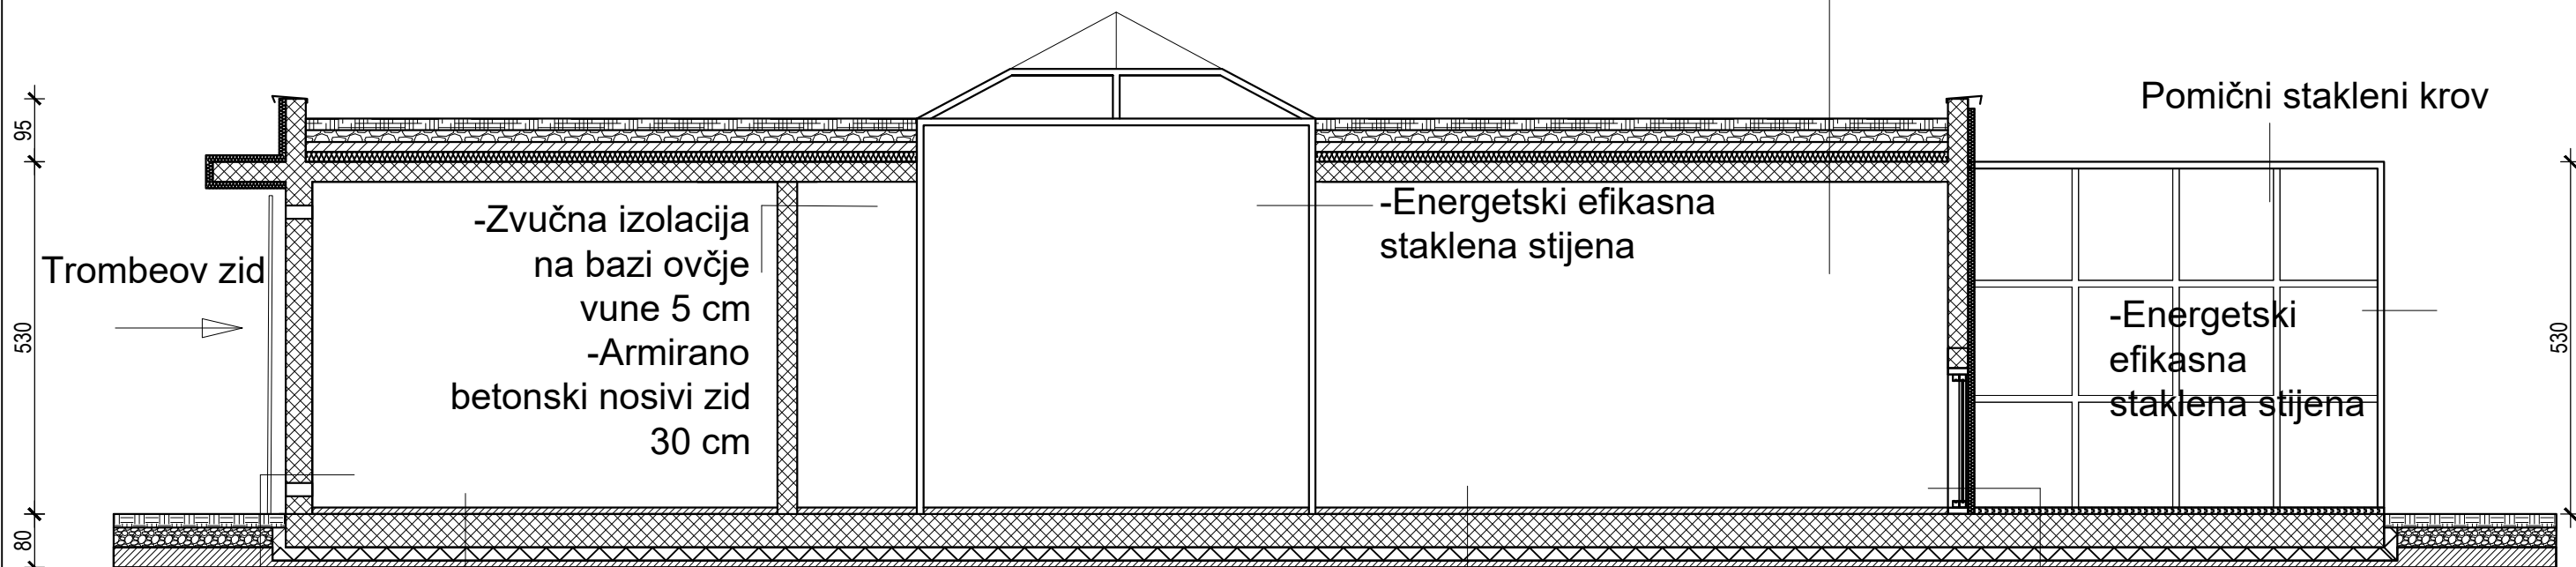 95
530
80
Trombeov zid
-Zvučna izolacija
na bazi ovčje
vune 5 cm
-Armirano
betonski nosivi zid
30 cm
-Energetski efikasna
staklena stijena
Pomični stakleni krov
-Energetski
efikasna
staklena stijena
530